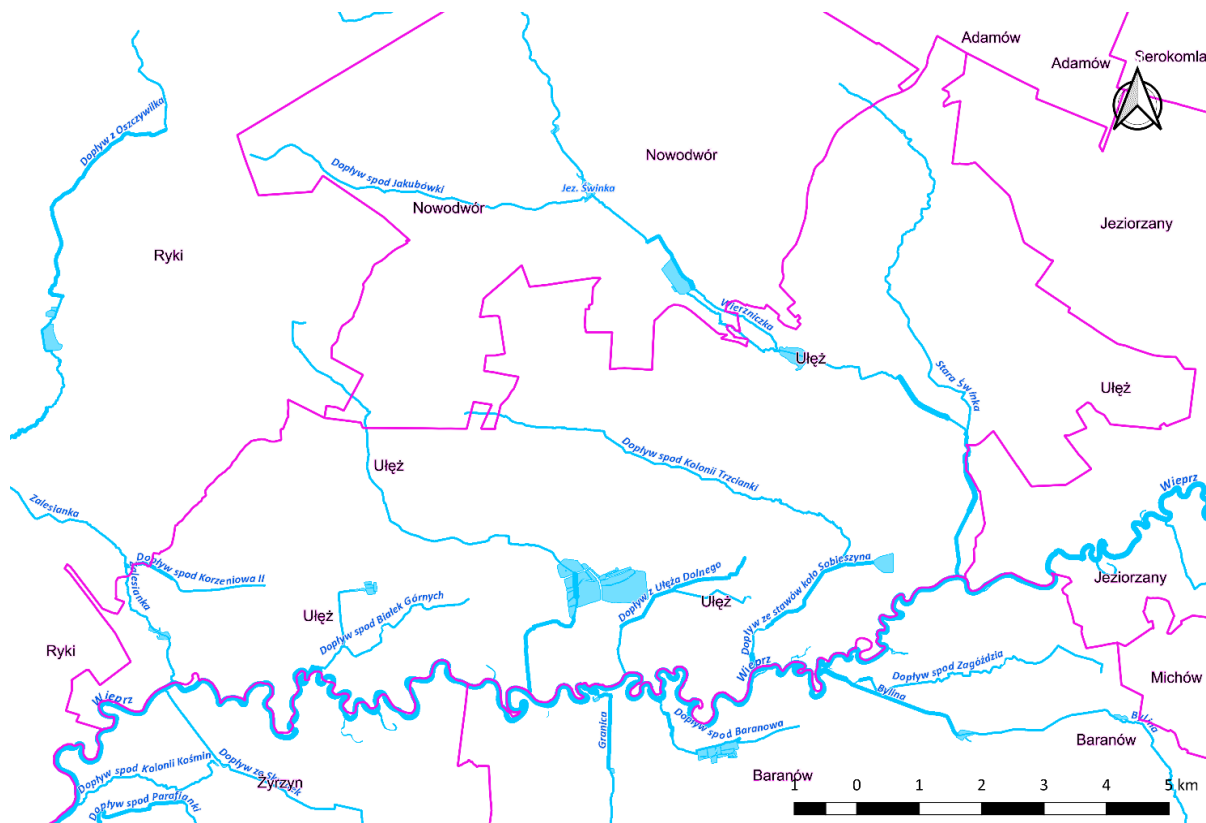 Adamów
Adamów
Serokomla
Dopływ z Oszczywilka
Nowodwór
Dopływ spod Jakubówki
Jez. Świnka
Nowodwór
Jeziorzany
Ryki
Wierzniczka
Ułęż
Stara Świnka
Ułęż
Dopływ spod Kolonii Trzcianki
Ułęż
Wieprz
Zalesianka
Dopływ spod Korzeniowa II
Zalesianka
Dopływ z Ułęża Dolnego
Dopływ ze stawów koło Sobieszyna
Jeziorzany
Ułęż
Dopływ spod Białek Górnych
Ułęż
Ryki
Wieprz
Dopływ spod Zagóździa
Michów
Wieprz
Bylina
Bylina
Granica
Dopływ spod Baranowa
Baranów
Dopływ spod Kolonii Kośmin
Żyrzyn
Baranów
Dopływ spod Parafianki
1 0 1 2 3 4 5 km